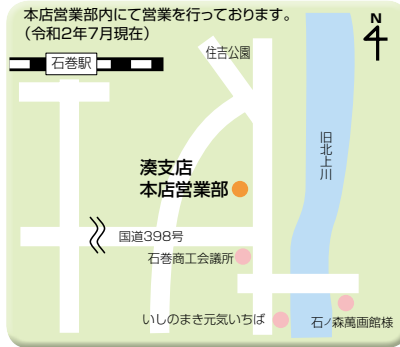 本店営業部内にて営業を行っております。
（令和2年7月現在）
N
住吉公園
石巻駅
旧北上川
湊支店
本店営業部
国道398号
石巻商工会議所
いしのまき元気いちば
石ノ森萬画館様